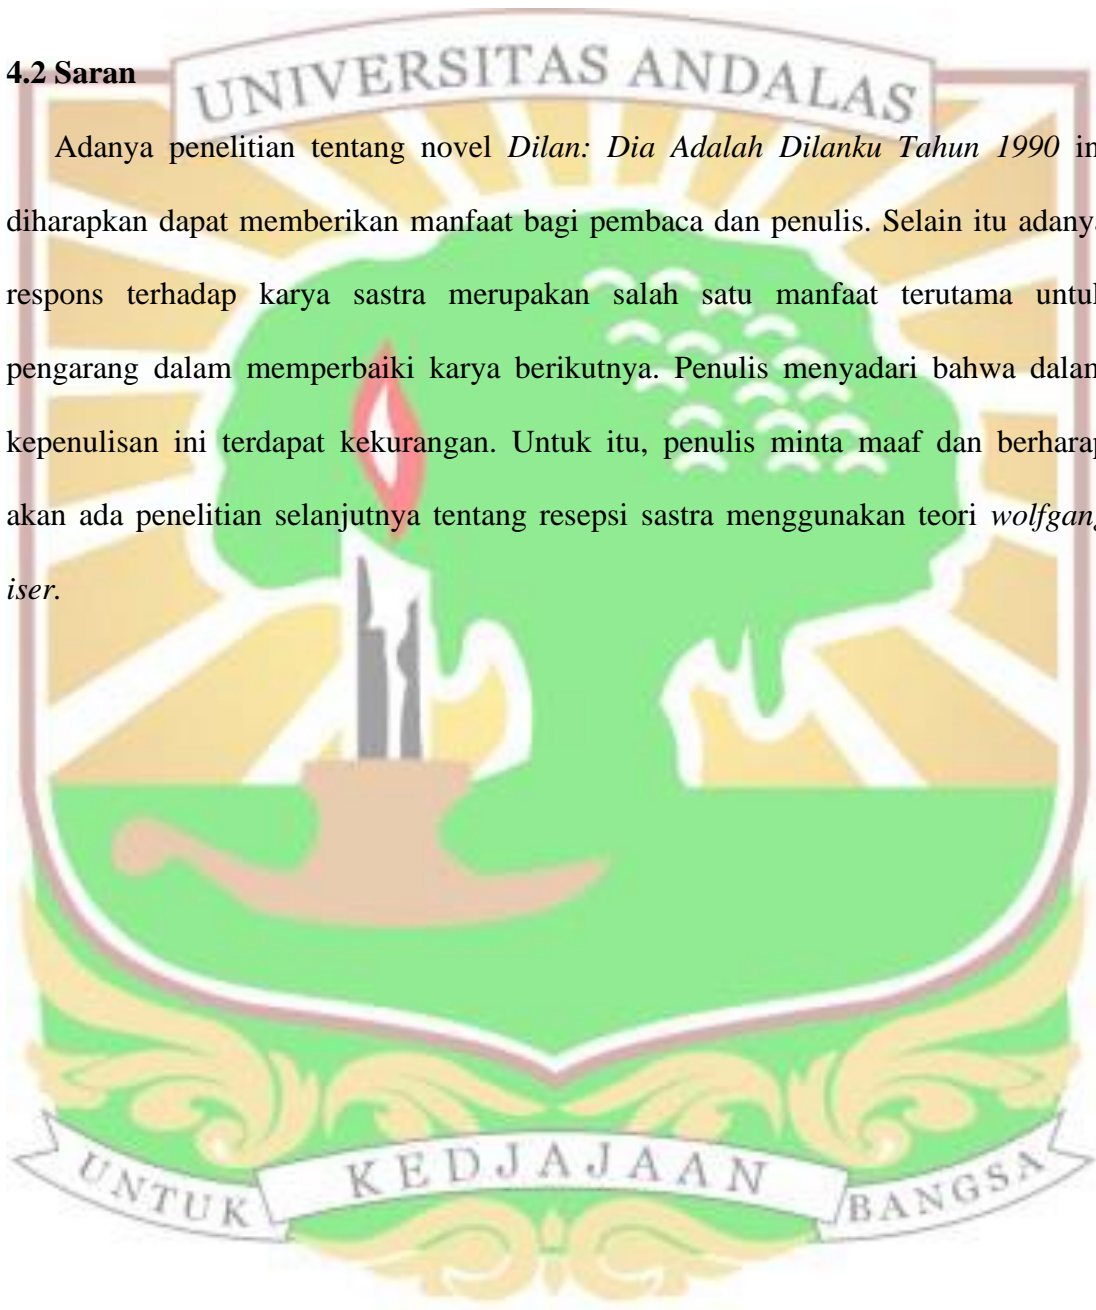 UNIVERSITAS ANDALAS
4.2 Saran
Adanya penelitian tentang novel Dilan: Dia Adalah Dilanku Tahun 1990 in
diharapkan dapat memberikan manfaat bagi pembaca dan penulis. Selain itu adanya
respons terhadap karya sastra merupakan salah satu manfaat terutama untuk
pengarang dalam memperbaiki karya berikutnya. Penulis menyadari bahwa dalam
kepenulisan ini terdapat kekurangan. Untuk itu, penulis minta maaf dan berharap
akan ada penelitian selanjutnya tentang resepsi sastra menggunakan teori wolfgang
iser.
UNTUK KEDJAJAAN BANGSA